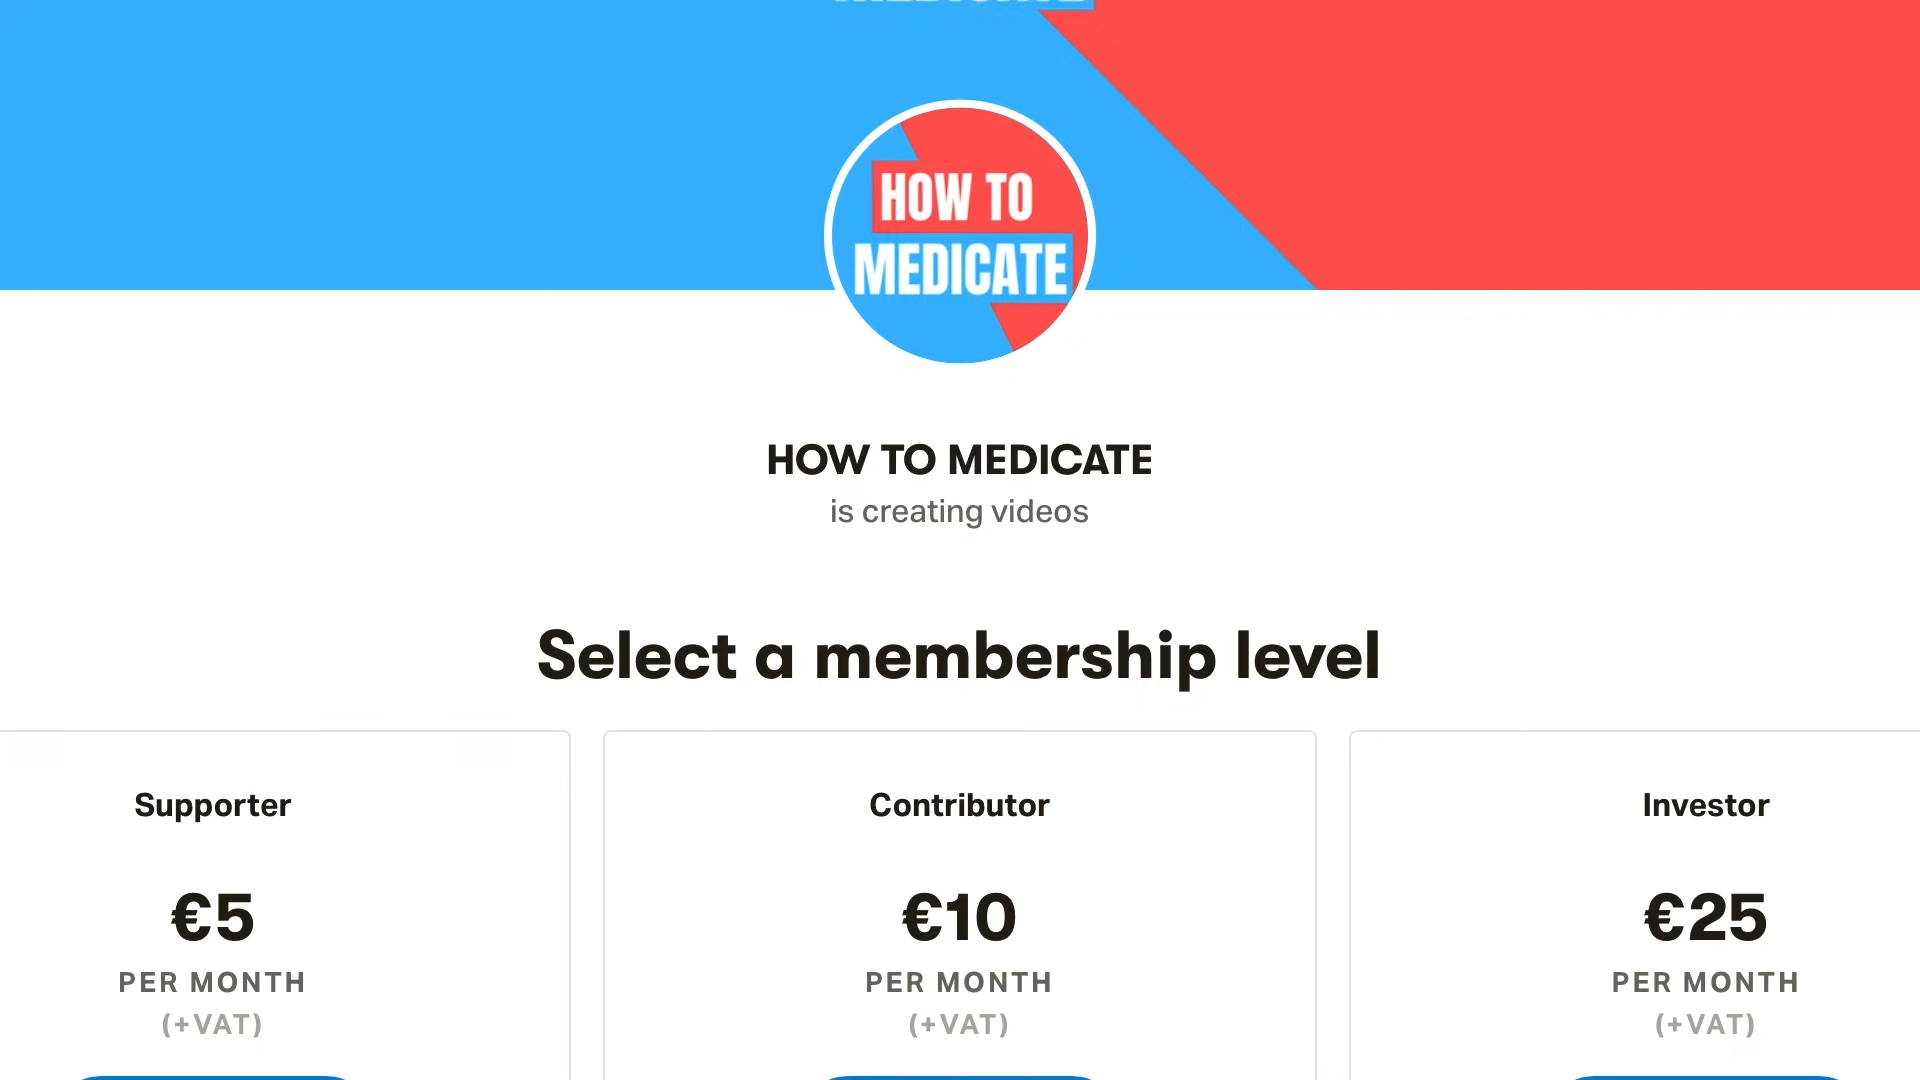 HOW TO
MEDICATE
HOW TO MEDICATE
is creating videos
Select a membership level
Supporter
€5
PER MONTH
(+VAT)
Contributor
€10
PER MONTH
(+VAT)
Investor
€25
PER MONTH
(+VAT)